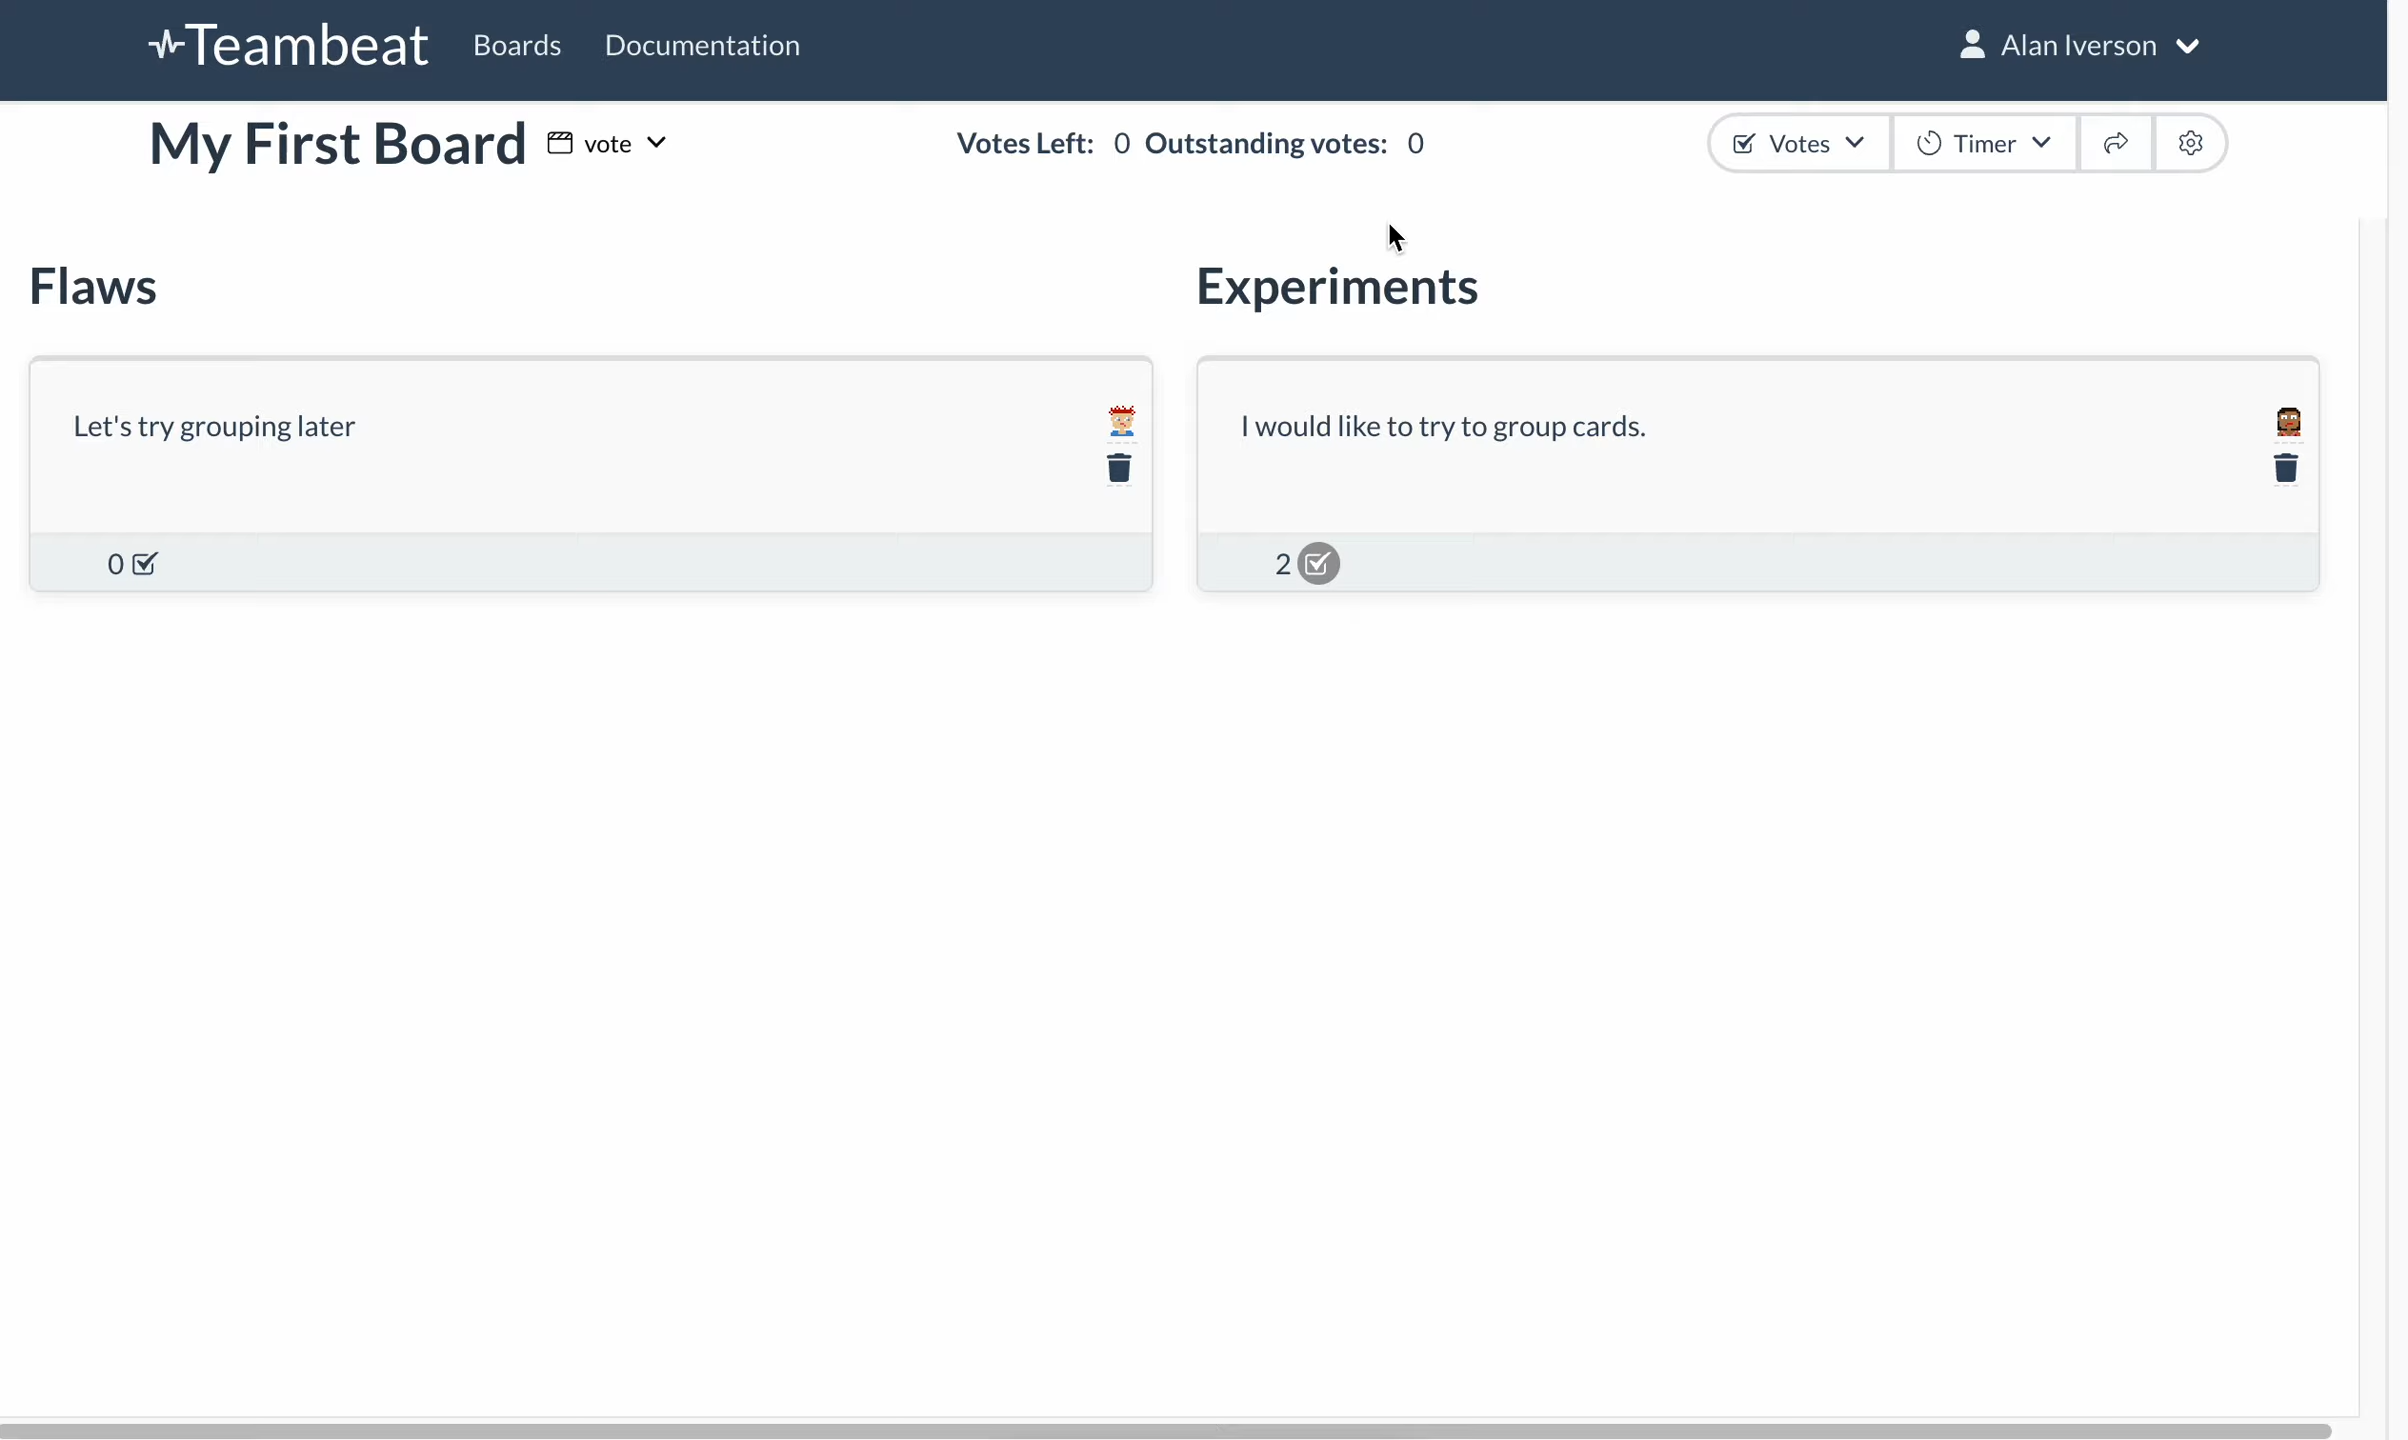 Teambeat Boards Documentation Alan Iverson
My First Board vote Votes Left: 0 Outstanding votes: 0 Votes Timer
Flaws Experiments
Let's try grouping later I would like to try to group cards.
0 2